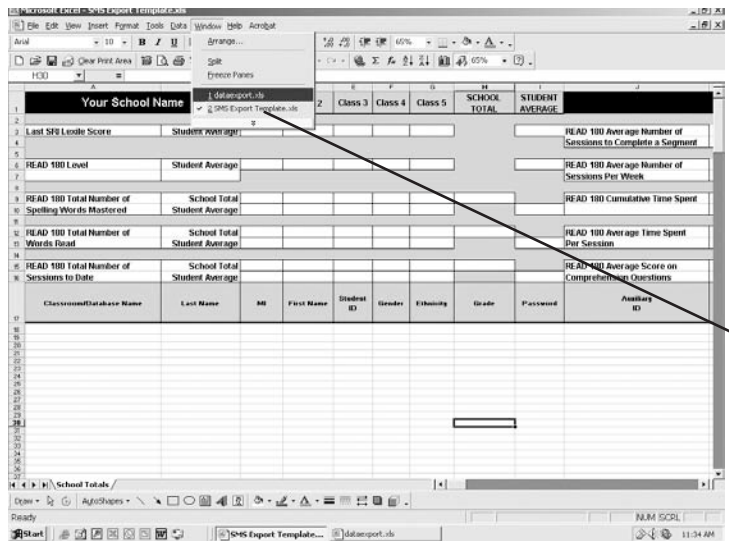 Microsoft Excel - SMS Export Template.xls
File Edit View Insert Format Tools Data Window Help Acrobat
Arial 10 B I U 65%
Clear Print Area 65%
H30 =
Arrange...
Split
Freeze Panes
1 dataexport.xls
2 SMS Export Template.xls
Your School Name 2 Class 3 Class 4 Class 5 SCHOOL TOTAL STUDENT AVERAGE
Last SRI Lexile Score Student Average READ 180 Average Number of
Sessions to Complete a Segment
READ 180 Level Student Average READ 180 Average Number of
Sessions Per Week
READ 180 Total Number of School Total READ 180 Cumulative Time Spent
Spelling Words Mastered Student Average
READ 180 Total Number of School Total READ 180 Average Time Spent
Words Read Student Average Per Session
READ 180 Total Number of School Total READ 180 Average Score on
Sessions to Date Student Average Comprehension Questions
Classroom/Database Name Last Name MI First Name Student ID Gender Ethnicity Grade Password Auxiliary ID
School Totals
Draw AutoShapes
Ready NUM SCRL
Start SMS Export Template... dataexport.xls 11:34 AM